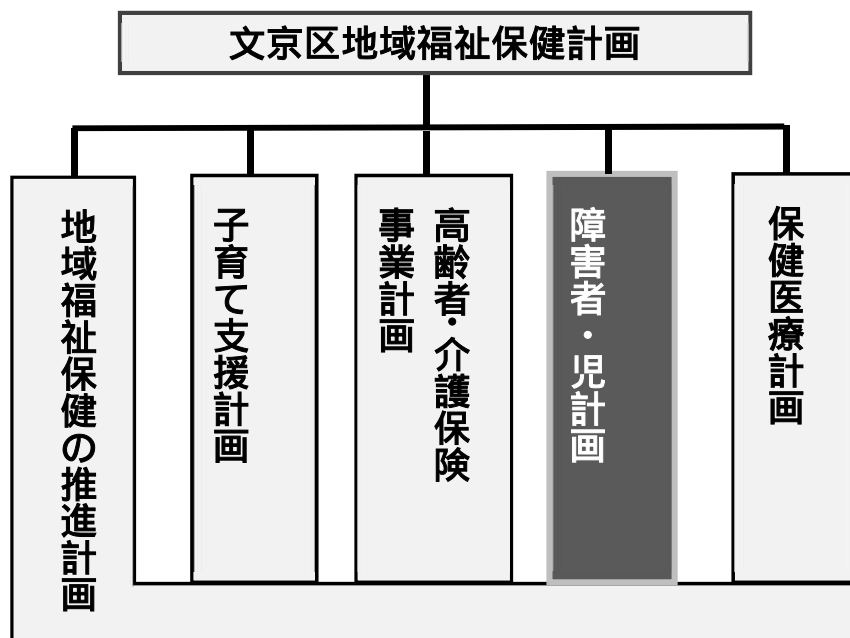 文京区地域福祉保健計画
地域福祉保健の推進計画
子育て支援計画
高齢者・介護保険
事業計画
障害者・児計画
保健医療計画